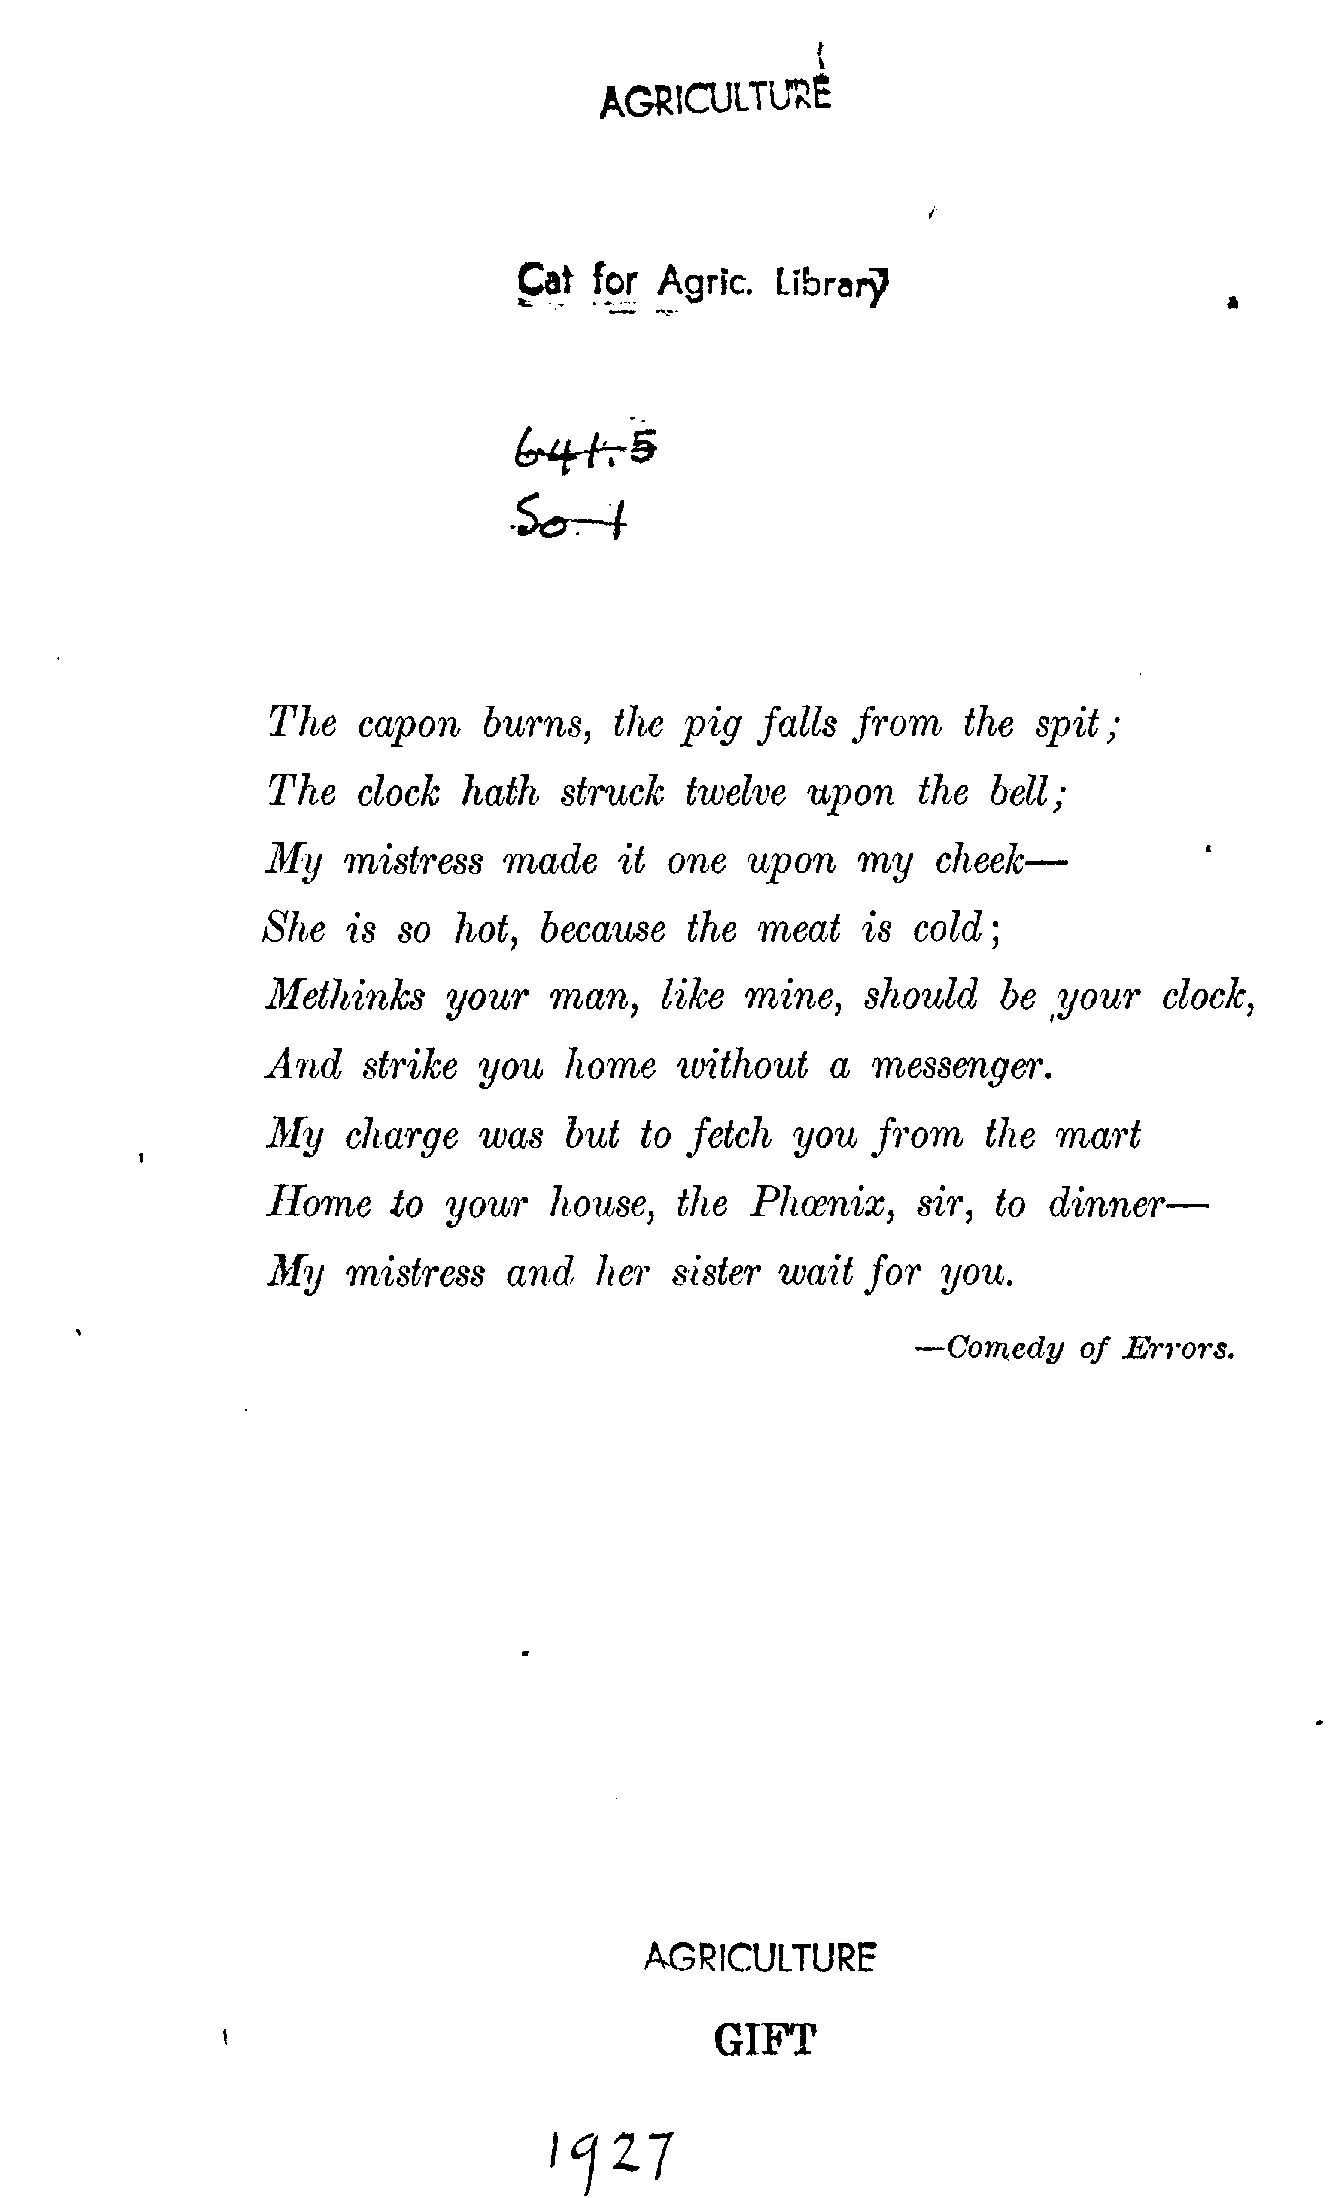 AGRICULTURE
Cat for Agric. Library
641.5
So-1
The capon burns, the pig falls from the spit;
The clock hath struck twelve upon the bell;
My mistress made it one upon my cheek—
She is so hot, because the meat is cold;
Methinks your man, like mine, should be your clock,
And strike you home without a messenger.
My charge was but to fetch you from the mart
Home to your house, the Phœnix, sir, to dinner—
My mistress and her sister wait for you.
—Comedy of Errors.
AGRICULTURE
GIFT
1927